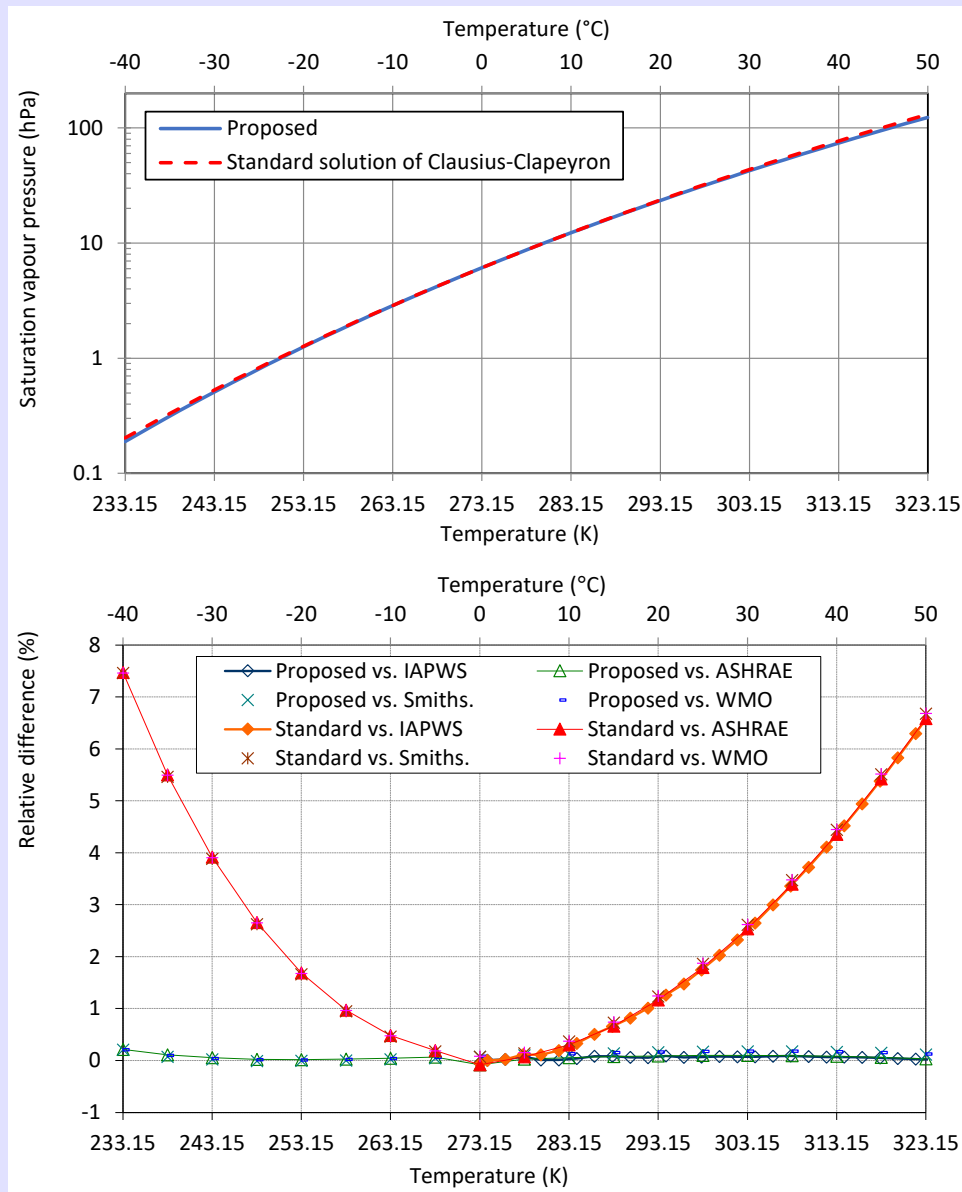 Temperature (°C)
-40 -30 -20 -10 0 10 20 30 40 50
Saturation vapour pressure (hPa)
100
10
1
0.1
Proposed
Standard solution of Clausius-Clapeyron
233.15 243.15 253.15 263.15 273.15 283.15 293.15 303.15 313.15 323.15
Temperature (K)
Temperature (°C)
-40 -30 -20 -10 0 10 20 30 40 50
Relative difference (%)
8
7
6
5
4
3
2
1
0
-1
Proposed vs. IAPWS Proposed vs. ASHRAE
Proposed vs. Smiths. Proposed vs. WMO
Standard vs. IAPWS Standard vs. ASHRAE
Standard vs. Smiths. Standard vs. WMO
233.15 243.15 253.15 263.15 273.15 283.15 293.15 303.15 313.15 323.15
Temperature (K)